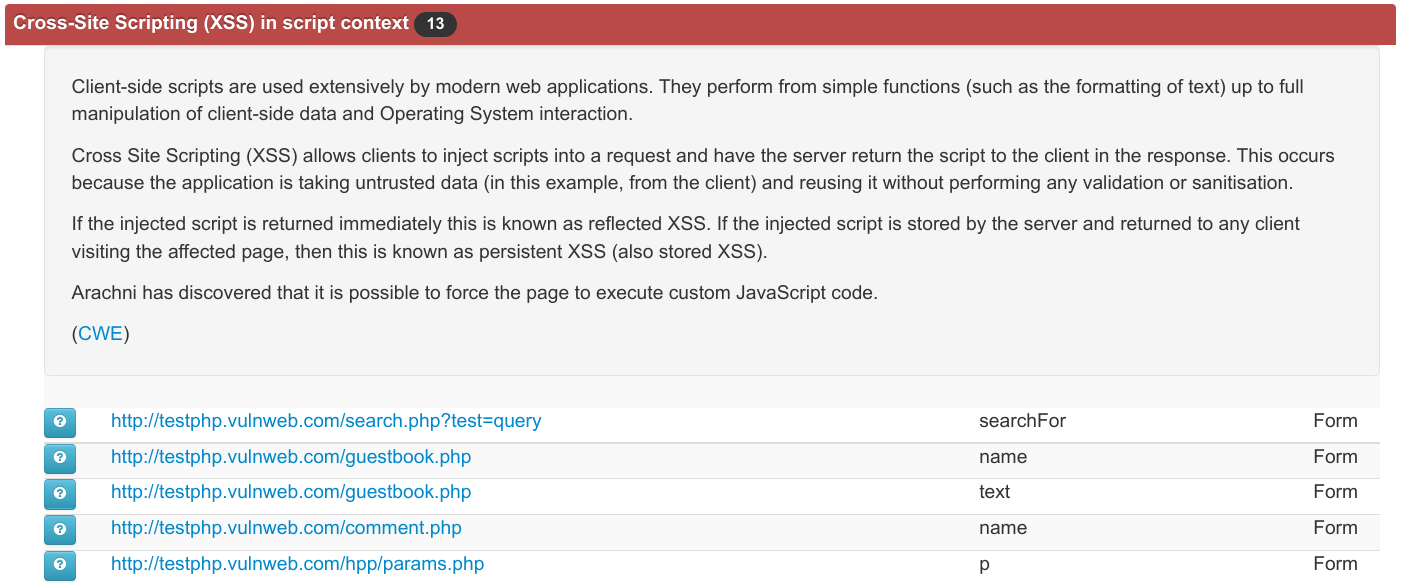 Cross-Site Scripting (XSS) in script context 13
Client-side scripts are used extensively by modern web applications. They perform from simple functions (such as the formatting of text) up to full
manipulation of client-side data and Operating System interaction.
Cross Site Scripting (XSS) allows clients to inject scripts into a request and have the server return the script to the client in the response. This occurs
because the application is taking untrusted data (in this example, from the client) and reusing it without performing any validation or sanitisation.
If the injected script is returned immediately this is known as reflected XSS. If the injected script is stored by the server and returned to any client
visiting the affected page, then this is known as persistent XSS (also stored XSS).
Arachni has discovered that it is possible to force the page to execute custom JavaScript code.
(CWE)
? http://testphp.vulnweb.com/search.php?test=query searchFor Form
? http://testphp.vulnweb.com/guestbook.php name Form
? http://testphp.vulnweb.com/guestbook.php text Form
? http://testphp.vulnweb.com/comment.php name Form
? http://testphp.vulnweb.com/hpp/params.php p Form